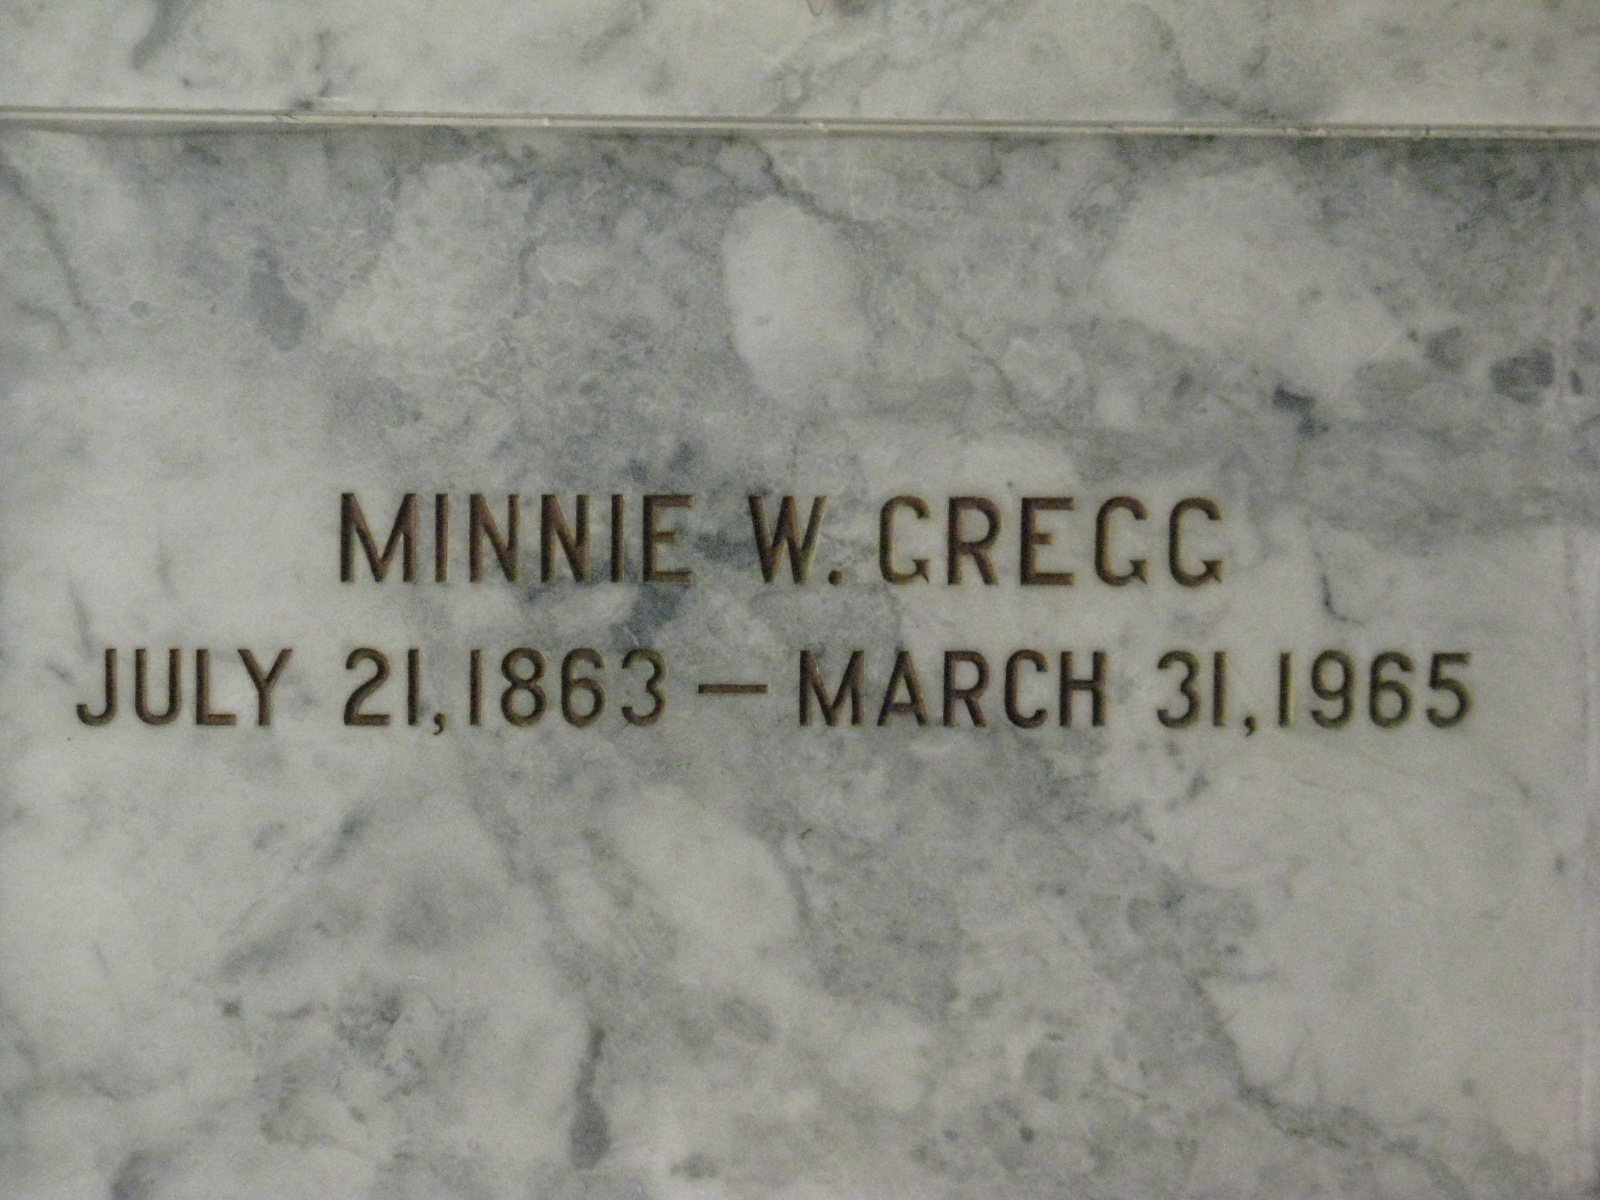 MINNIE W. GREGG
JULY 21, 1863 — MARCH 31, 1965